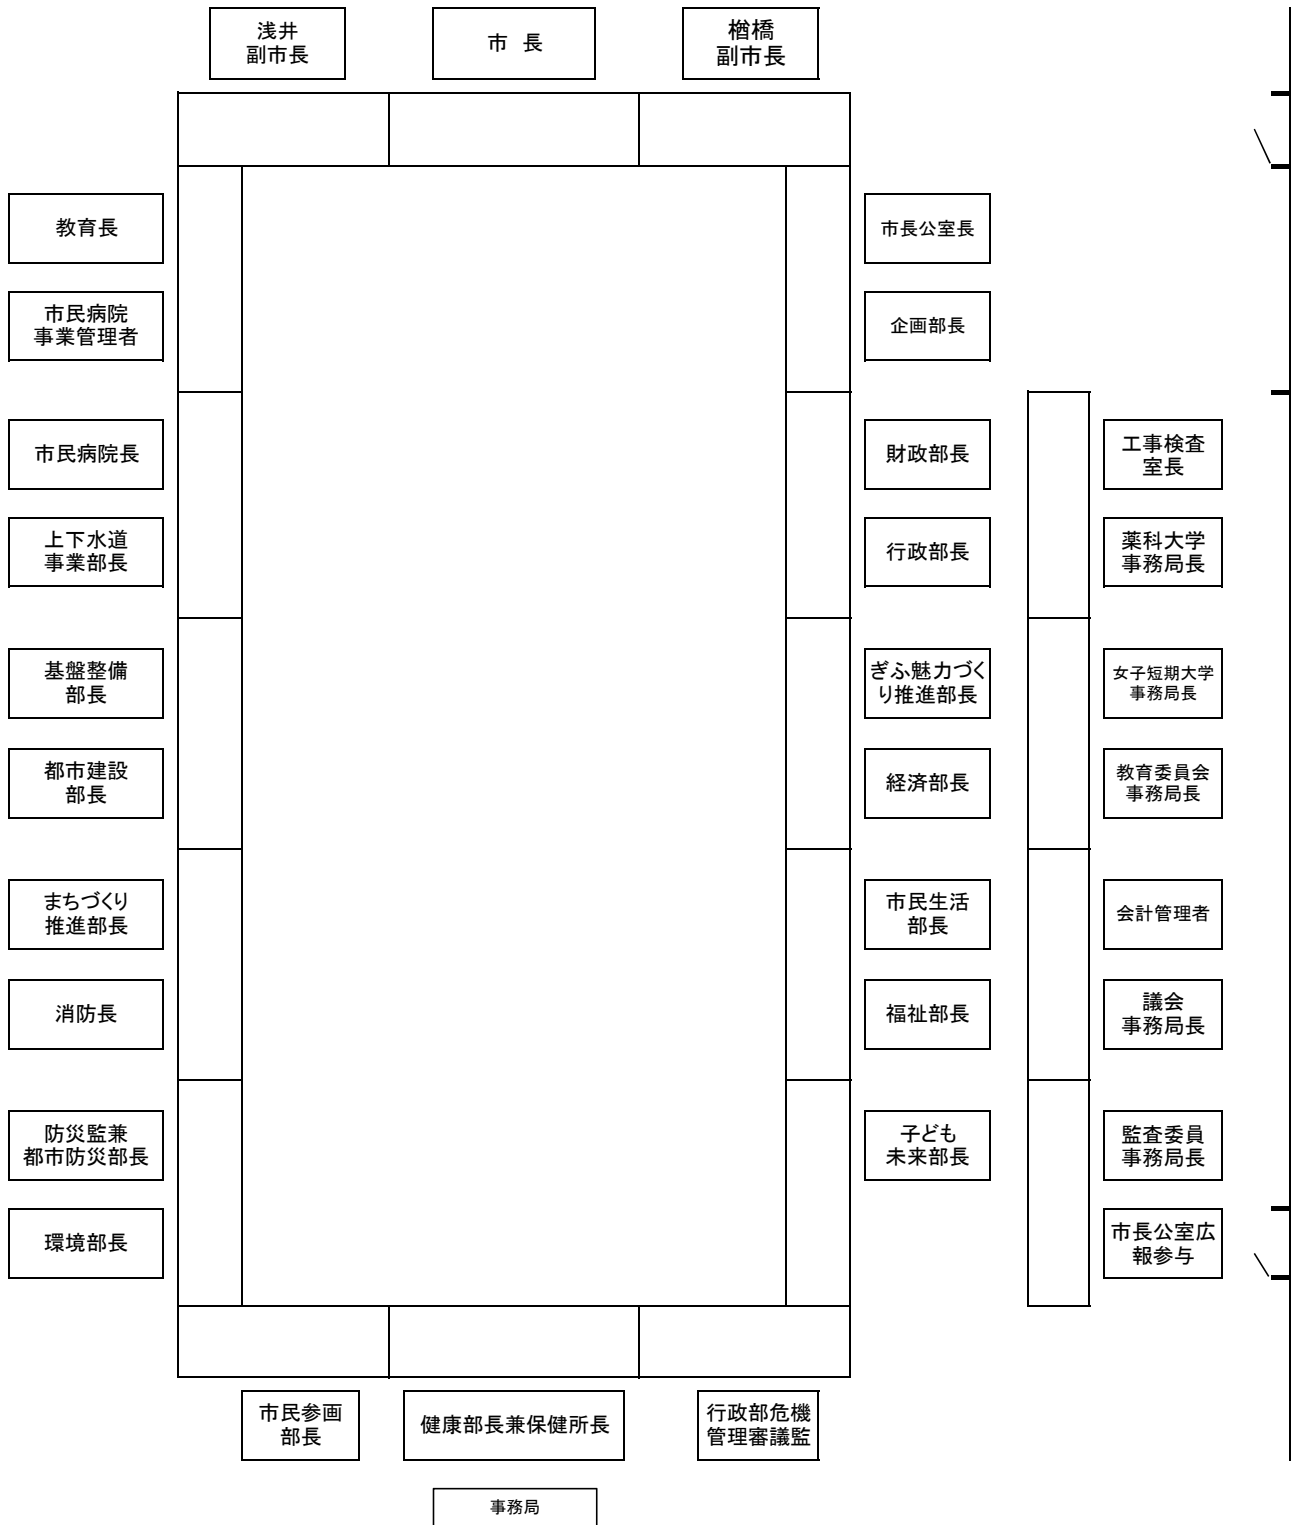 浅井
副市長
市 長
楢橋
副市長
教育長
市長公室長
市民病院
事業管理者
企画部長
市民病院長
財政部長
工事検査
室長
上下水道
事業部長
行政部長
薬科大学
事務局長
基盤整備
部長
ぎふ魅力づく
り推進部長
女子短期大学
事務局長
都市建設
部長
経済部長
教育委員会
事務局長
まちづくり
推進部長
市民生活
部長
会計管理者
消防長
福祉部長
議会
事務局長
防災監兼
都市防災部長
子ども
未来部長
監査委員
事務局長
環境部長
市長公室広
報参与
市民参画
部長
健康部長兼保健所長
行政部危機
管理審議監
事務局